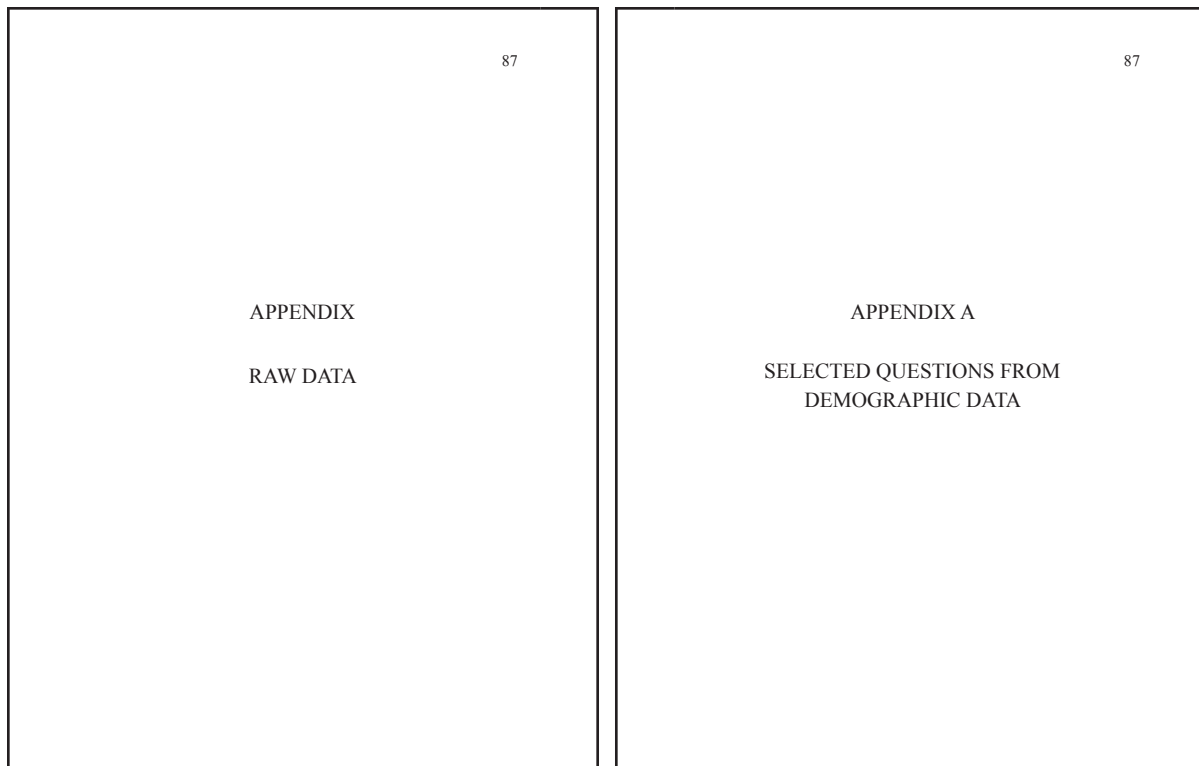 87
APPENDIX
RAW DATA
87
APPENDIX A
SELECTED QUESTIONS FROM
DEMOGRAPHIC DATA